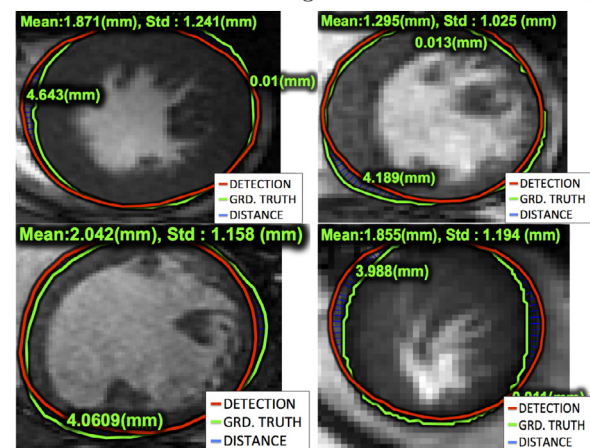 Mean:1.871(mm), Std : 1.241(mm)
4.643(mm)
0.01(mm)
DETECTION
GRD. TRUTH
DISTANCE
Mean:1.295(mm), Std : 1.025 (mm)
0.013(mm)
4.189(mm)
DETECTION
GRD. TRUTH
DISTANCE
Mean:2.042(mm), Std : 1.158 (mm)
4.0609(mm)
DETECTION
GRD. TRUTH
DISTANCE
Mean:1.855(mm), Std : 1.194 (mm)
3.988(mm)
DETECTION
GRD. TRUTH
DISTANCE